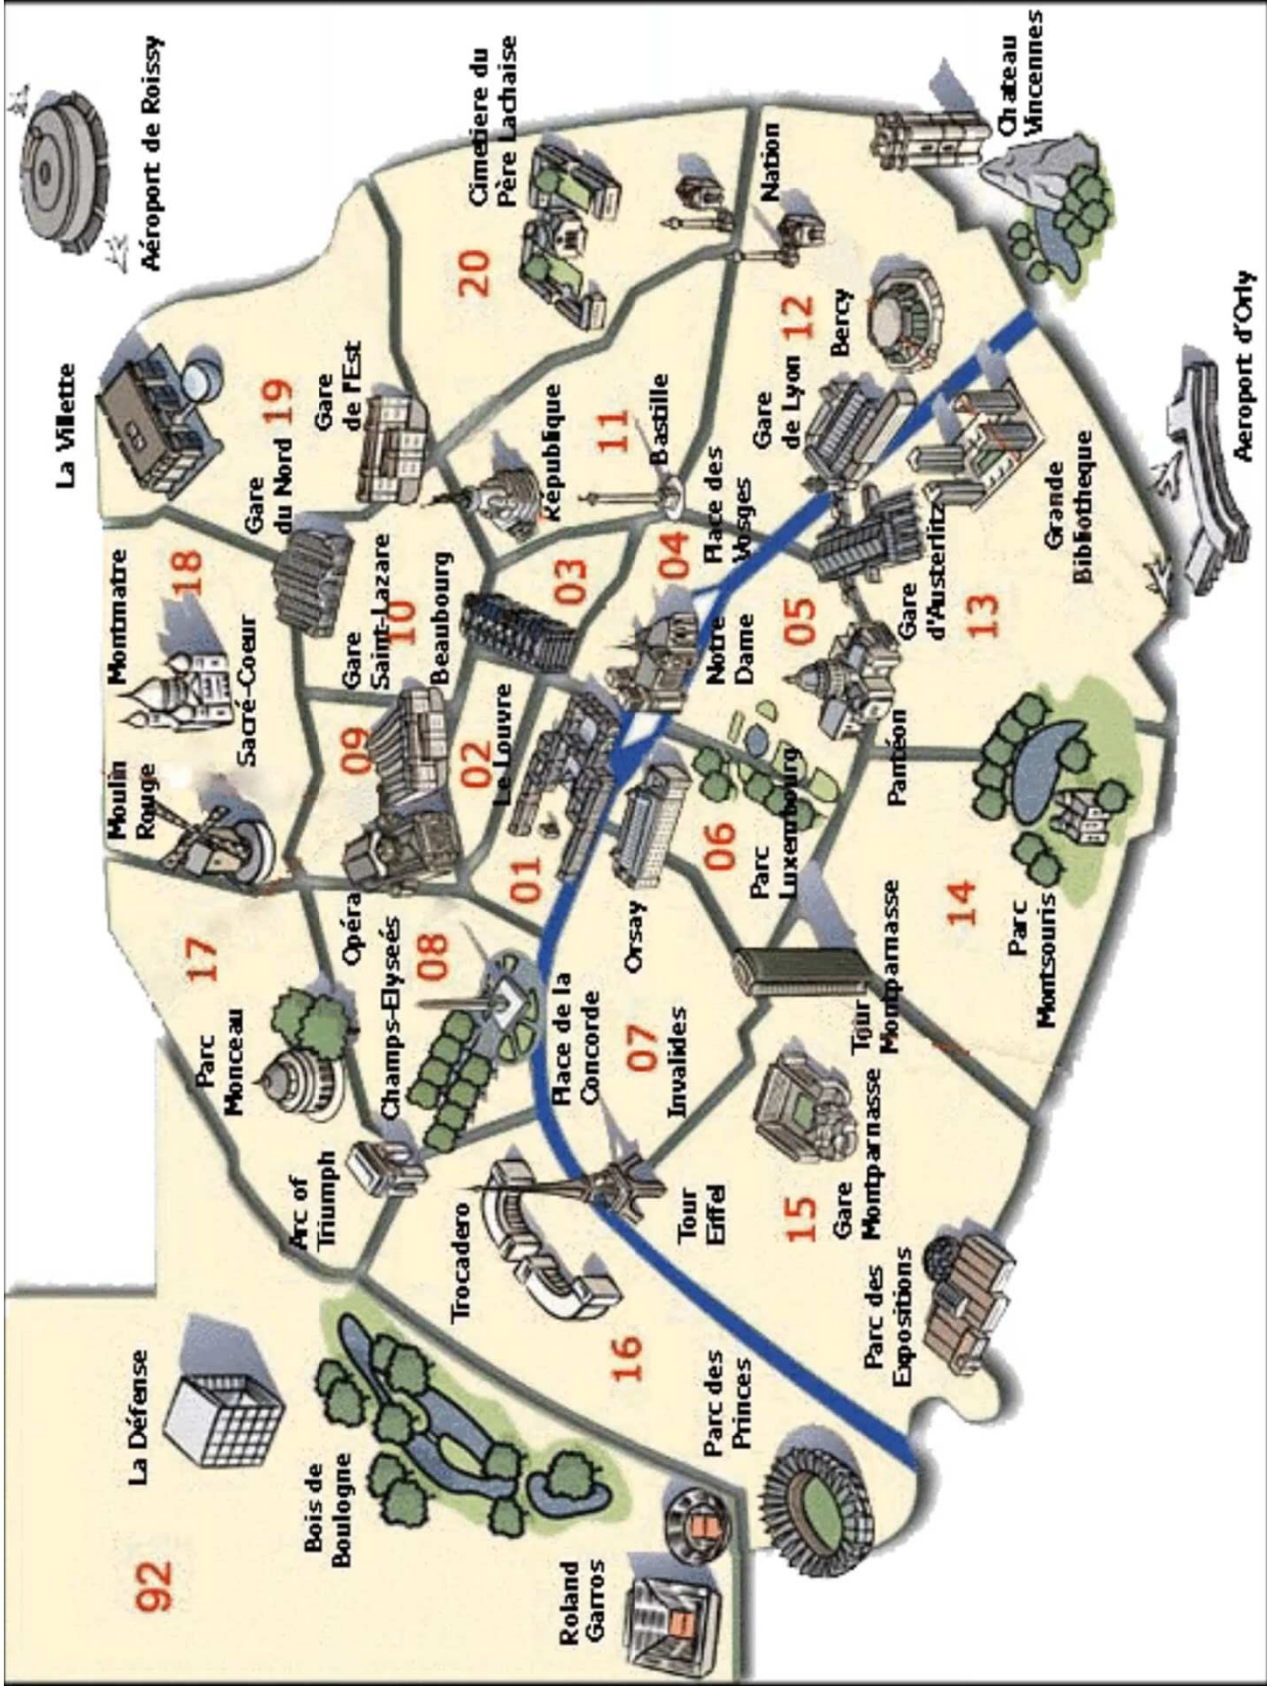 Aéroport de Roissy
La Villette
Montmatre
Moulin
Rouge
18
Sacré-Coeur
Gare
du Nord
19
Gare
de l'Est
17
Parc
Monceau
La Défense
92
Bois de
Boulogne
Arc of
Triumph
Opéra
09
Gare
Saint-Lazare
10
Beaubourg
Champs-Elyseés
08
02
Le Louvre
01
03
République
20
Cimetiere du
Père Lachaise
11
Bastille
04
Place des
Vosges
Trocadero
Place de la
Concorde
Orsay
07
Invalides
16
Tour
Eiffel
Notre
Dame
06
Parc
Luxembourg
05
Pantéon
Nation
12
Gare
de Lyon
Bercy
Chateau
Vincennes
Gare
d'Austerlitz
13
Grande
Bibliotheque
Roland
Garros
Parc des
Princes
15
Gare
Montparnasse
Tour
Montparnasse
Parc des
Expositions
14
Parc
Montsouris
Aeroport d'Orly